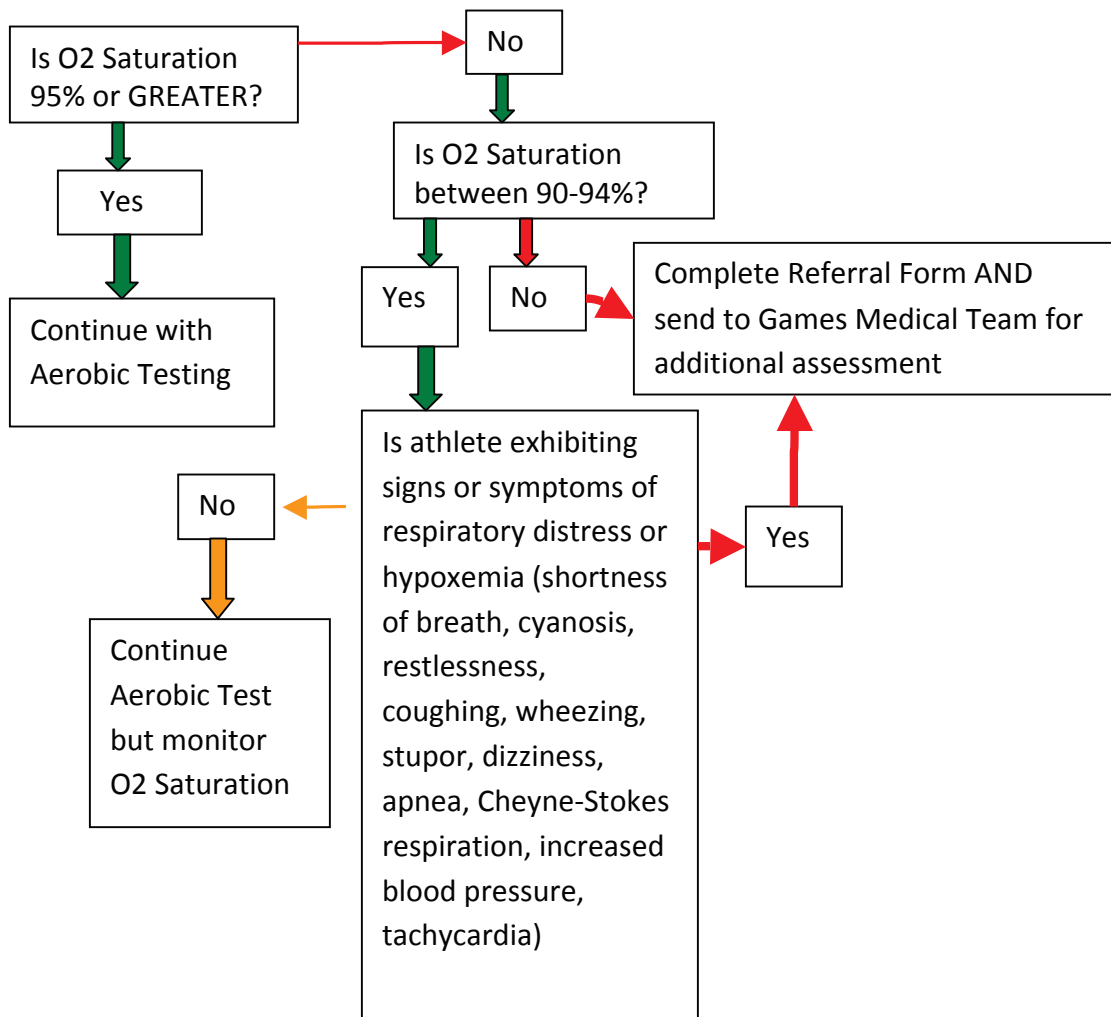 Is O2 Saturation
95% or GREATER?
No
Is O2 Saturation
between 90-94%?
Yes
Continue with
Aerobic Testing
Yes
No
Complete Referral Form AND
send to Games Medical Team for
additional assessment
Is athlete exhibiting
signs or symptoms of
respiratory distress or
hypoxemia (shortness
of breath, cyanosis,
restlessness,
coughing, wheezing,
stupor, dizziness,
apnea, Cheyne-Stokes
respiration, increased
blood pressure,
tachycardia)
No
Yes
Continue
Aerobic Test
but monitor
O2 Saturation